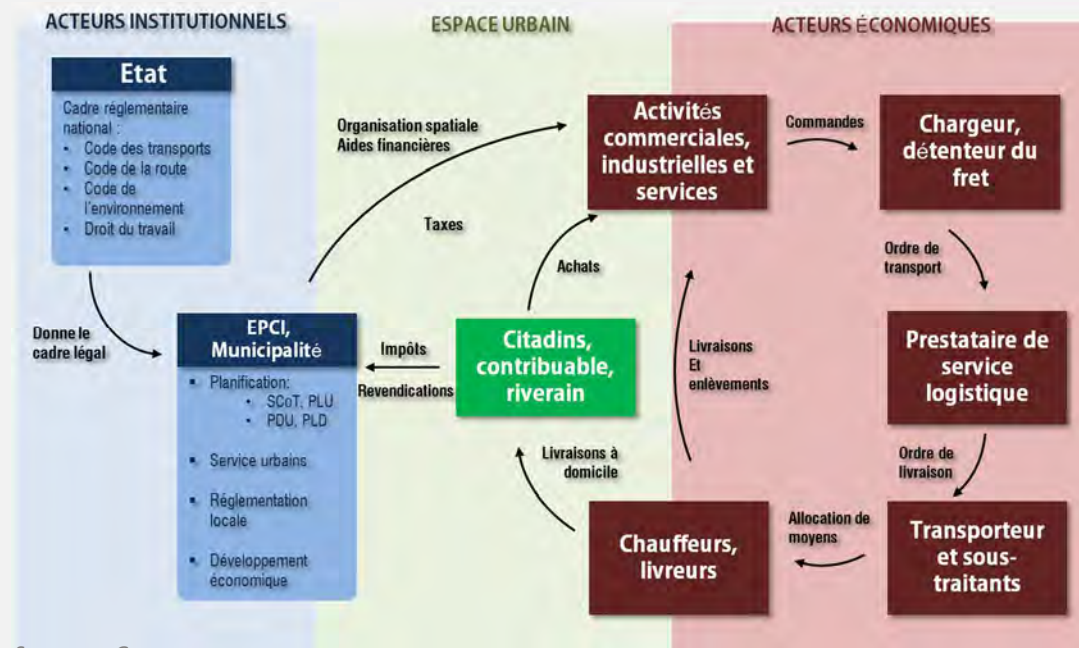 ACTEURS INSTITUTIONNELS
ESPACE URBAIN
ACTEURS ÉCONOMIQUES
Etat
Cadre réglementaire
national :
• Code des transports
• Code de la route
• Code de
l'environnement
• Droit du travail
Donne le
cadre légal
EPCI,
Municipalité
▪ Planification:
• SCoT, PLU
• PDU, PLD
▪ Service urbains
▪ Réglementation
locale
▪ Développement
économique
Organisation spatiale
Aides financières
Taxes
Achats
Impôts
Revendications
Citadins,
contribuable,
riverain
Livraisons à
domicile
Livraisons
Et
enlèvements
Activités
commerciales,
industrielles et
services
Commandes
Chargeur,
détenteur du
fret
Ordre de
transport
Prestataire de
service
logistique
Ordre de
livraison
Transporteur
et sous-
traitants
Allocation de
moyens
Chauffeurs,
livreurs